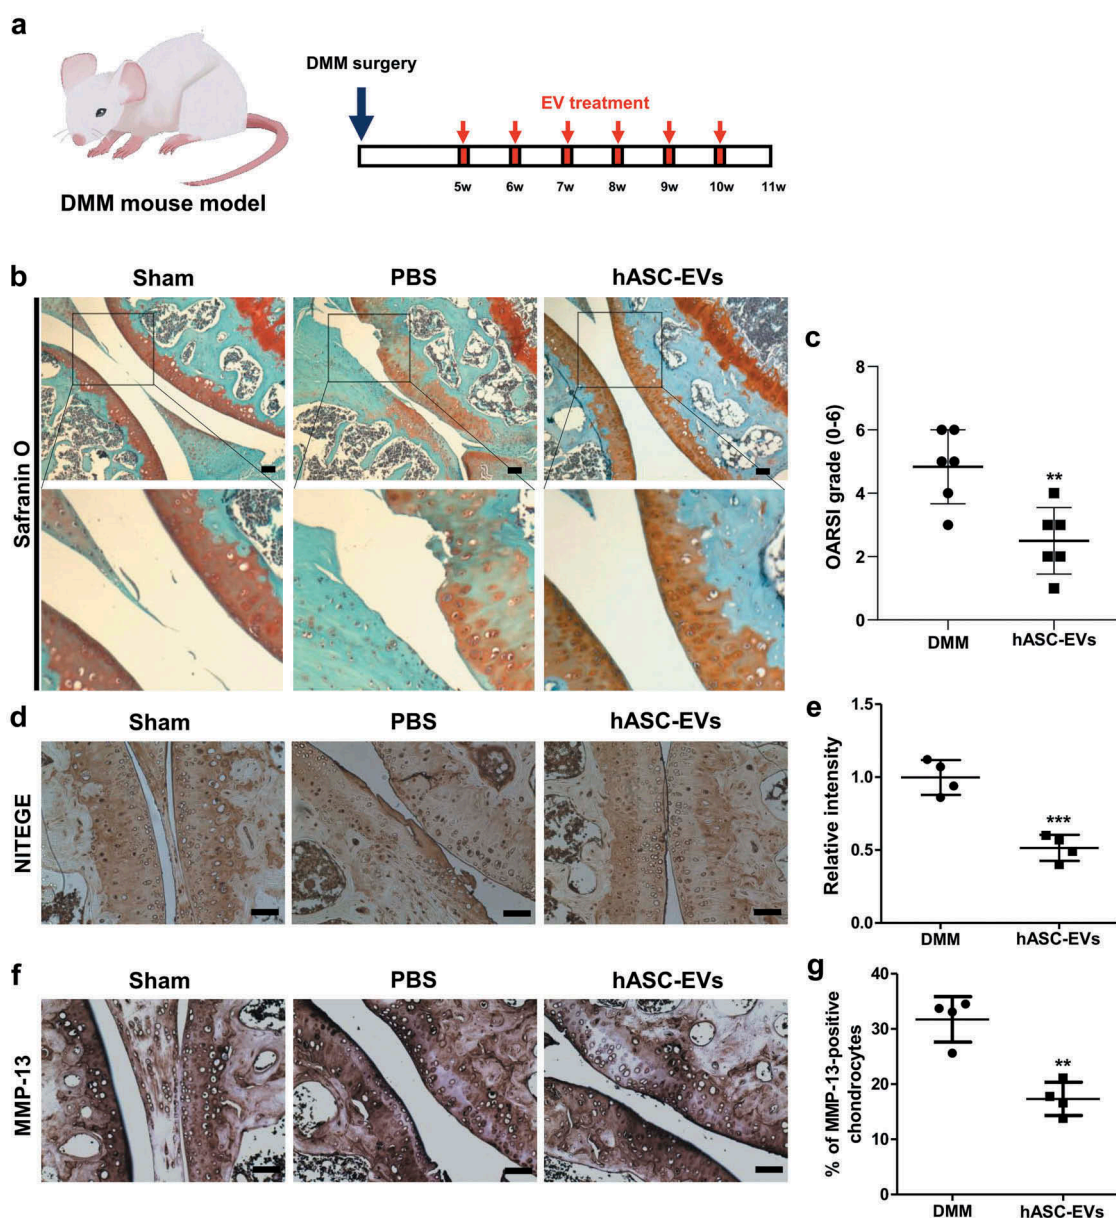 a
DMM surgery
EV treatment
5w 6w 7w 8w 9w 10w 11w
DMM mouse model
b
Sham PBS hASC-EVs
Safranin O
c
OARSI grade (0-6)
8
6
4
2
0
**
DMM hASC-EVs
d
Sham PBS hASC-EVs
NITEGE
e
Relative intensity
1.5
1.0
0.5
0.0
***
DMM hASC-EVs
f
Sham PBS hASC-EVs
MMP-13
g
% of MMP-13-positive
chondrocytes
40
30
20
10
0
**
DMM hASC-EVs